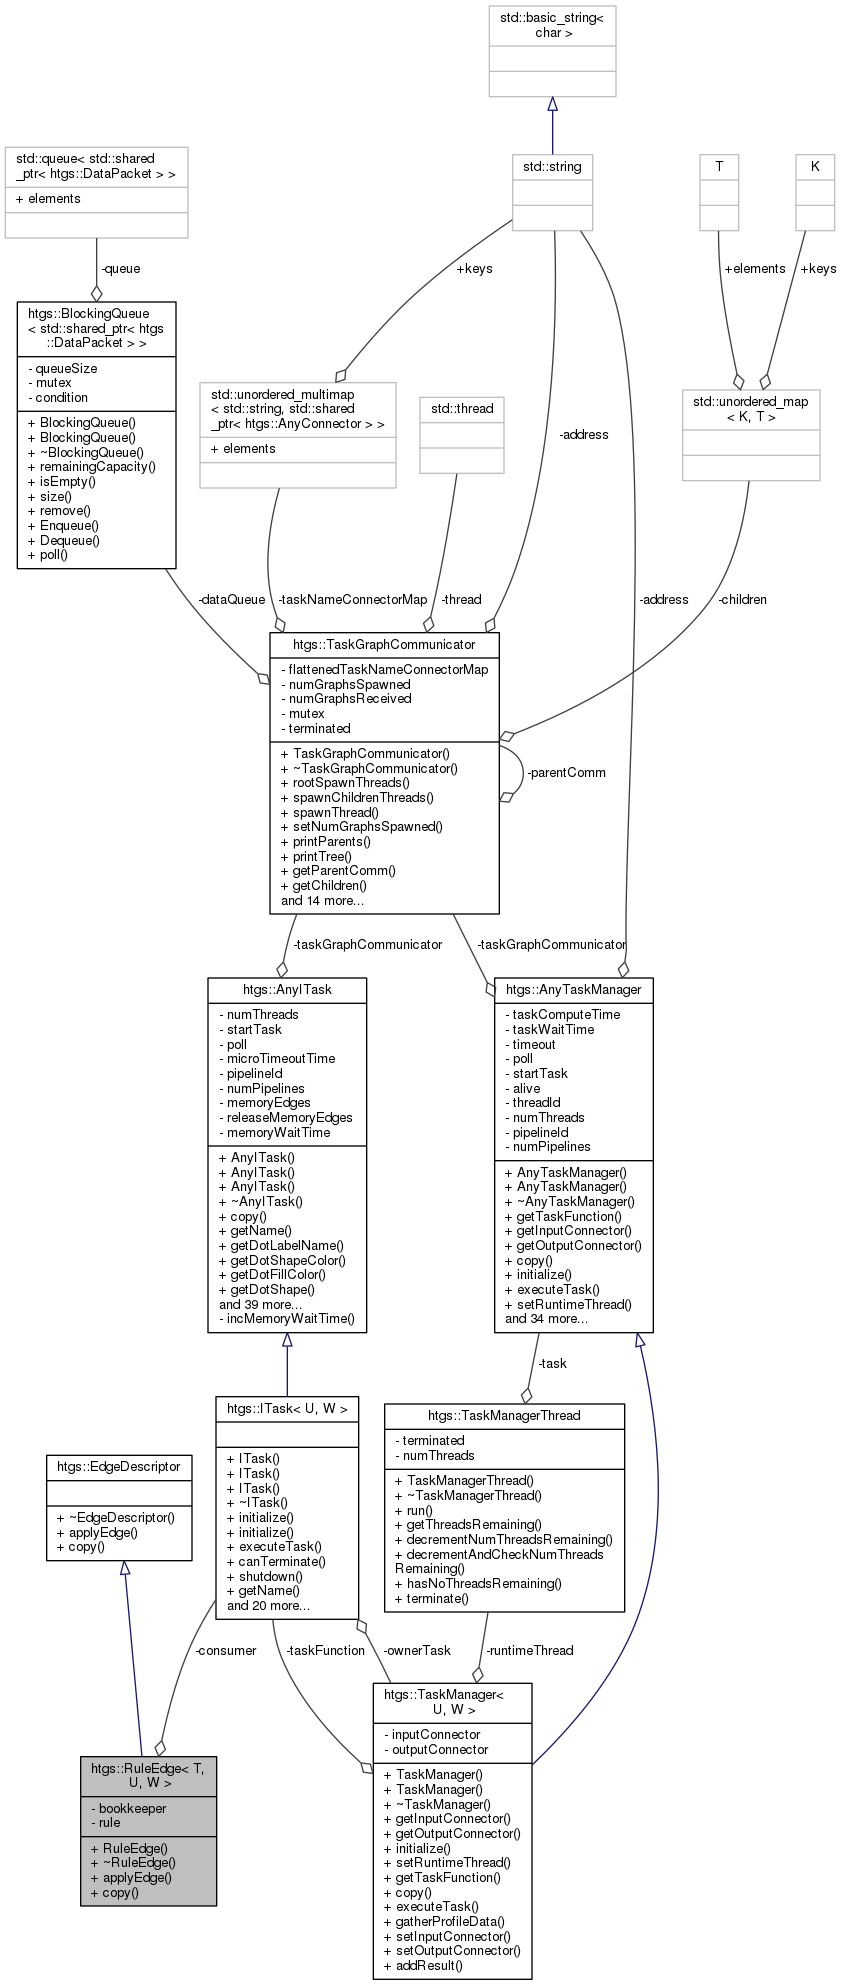 std::basic_string<
char >
std::queue< std::shared
_ptr< htgs::DataPacket > >
+ elements
std::string
T
K
-queue
+keys
+elements
+keys
htgs::BlockingQueue
< std::shared_ptr< htgs
::DataPacket > >
- queueSize
- mutex
- condition
+ BlockingQueue()
+ BlockingQueue()
+ ~BlockingQueue()
+ remainingCapacity()
+ isEmpty()
+ size()
+ remove()
+ Enqueue()
+ Dequeue()
+ poll()
std::unordered_multimap
< std::string, std::shared
_ptr< htgs::AnyConnector > >
+ elements
std::thread
-address
std::unordered_map
< K, T >
-dataQueue
-taskNameConnectorMap
-thread
-address
-children
htgs::TaskGraphCommunicator
- flattenedTaskNameConnectorMap
- numGraphsSpawned
- numGraphsReceived
- mutex
- terminated
+ TaskGraphCommunicator()
+ ~TaskGraphCommunicator()
+ rootSpawnThreads()
+ spawnChildrenThreads()
+ spawnThread()
+ setNumGraphsSpawned()
+ printParents()
+ printTree()
+ getParentComm()
+ getChildren()
and 14 more...
-parentComm
-taskGraphCommunicator
-taskGraphCommunicator
htgs::AnyITask
- numThreads
- startTask
- poll
- microTimeoutTime
- pipelineId
- numPipelines
- memoryEdges
- releaseMemoryEdges
- memoryWaitTime
+ AnyITask()
+ AnyITask()
+ AnyITask()
+ ~AnyITask()
+ copy()
+ getName()
+ getDotLabelName()
+ getDotShapeColor()
+ getDotFillColor()
+ getDotShape()
and 39 more...
- incMemoryWaitTime()
htgs::AnyTaskManager
- taskComputeTime
- taskWaitTime
- timeout
- poll
- startTask
- alive
- threadId
- numThreads
- pipelineId
- numPipelines
+ AnyTaskManager()
+ AnyTaskManager()
+ ~AnyTaskManager()
+ getTaskFunction()
+ getInputConnector()
+ getOutputConnector()
+ copy()
+ initialize()
+ executeTask()
+ setRuntimeThread()
and 34 more...
-task
htgs::EdgeDescriptor
+ ~EdgeDescriptor()
+ applyEdge()
+ copy()
htgs::ITask< U, W >
+ ITask()
+ ITask()
+ ITask()
+ ~ITask()
+ initialize()
+ initialize()
+ executeTask()
+ canTerminate()
+ shutdown()
+ getName()
and 20 more...
htgs::TaskManagerThread
- terminated
- numThreads
+ TaskManagerThread()
+ ~TaskManagerThread()
+ run()
+ getThreadsRemaining()
+ decrementNumThreadsRemaining()
+ decrementAndCheckNumThreads
Remaining()
+ hasNoThreadsRemaining()
+ terminate()
-consumer
-taskFunction
-ownerTask
-runtimeThread
htgs::RuleEdge< T,
U, W >
- bookkeeper
- rule
+ RuleEdge()
+ ~RuleEdge()
+ applyEdge()
+ copy()
htgs::TaskManager<
U, W >
- inputConnector
- outputConnector
+ TaskManager()
+ TaskManager()
+ ~TaskManager()
+ getInputConnector()
+ getOutputConnector()
+ initialize()
+ setRuntimeThread()
+ getTaskFunction()
+ copy()
+ executeTask()
+ gatherProfileData()
+ setInputConnector()
+ setOutputConnector()
+ addResult()